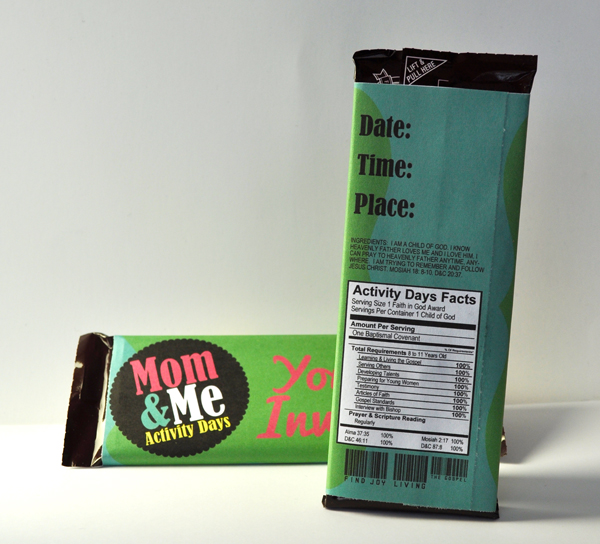 LIFT &
PULL HERE
Date:
Time:
Place:
INGREDIENTS: I AM A CHILD OF GOD. I KNOW
HEAVENLY FATHER LOVES ME AND I LOVE HIM. I
CAN PRAY TO HEAVENLY FATHER ANYTIME, ANY-
WHERE. I AM TRYING TO REMEMBER AND FOLLOW
JESUS CHRIST. MOSIAH 18: 8-10, D&C 20:37.
Activity Days Facts
Serving Size 1 Faith in God Award
Servings Per Container 1 Child of God
Amount Per Serving
One Baptismal Covenant
% Requirements*
Total Requirements 8 to 11 Years Old
Learning & Living the Gospel 100%
Serving Others 100%
Developing Talents 100%
Preparing for Young Women 100%
Testimony 100%
Articles of Faith 100%
Gospel Standards 100%
Interview with Bishop 100%
Prayer & Scripture Reading
Regularly
Alma 37:35 100% Mosiah 2:17 100%
D&C 46:11 100% D&C 87:8 100%
FIND JOY LIVING THE GOSPEL
Mom
&Me
Activity Days
You
Inv